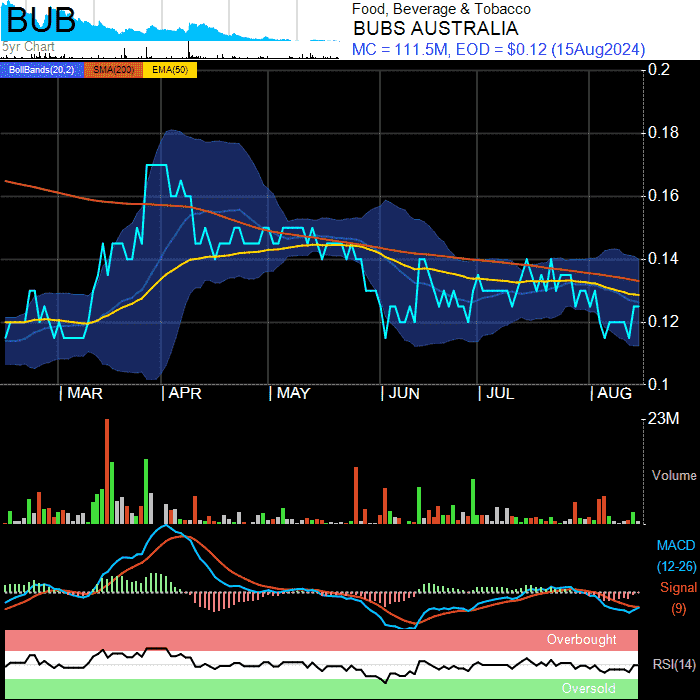 BUB
5yr Chart
Food, Beverage & Tobacco
BUBS AUSTRALIA
MC = 111.5M, EOD = $0.12 (15Aug2024)
BollBands(20,2) SMA(200) EMA(50)
0.2
0.18
0.16
0.14
0.12
0.1
MAR APR MAY JUN JUL AUG
23M
Volume
MACD
(12-26)
Signal
(9)
Overbought
RSI(14)
Oversold